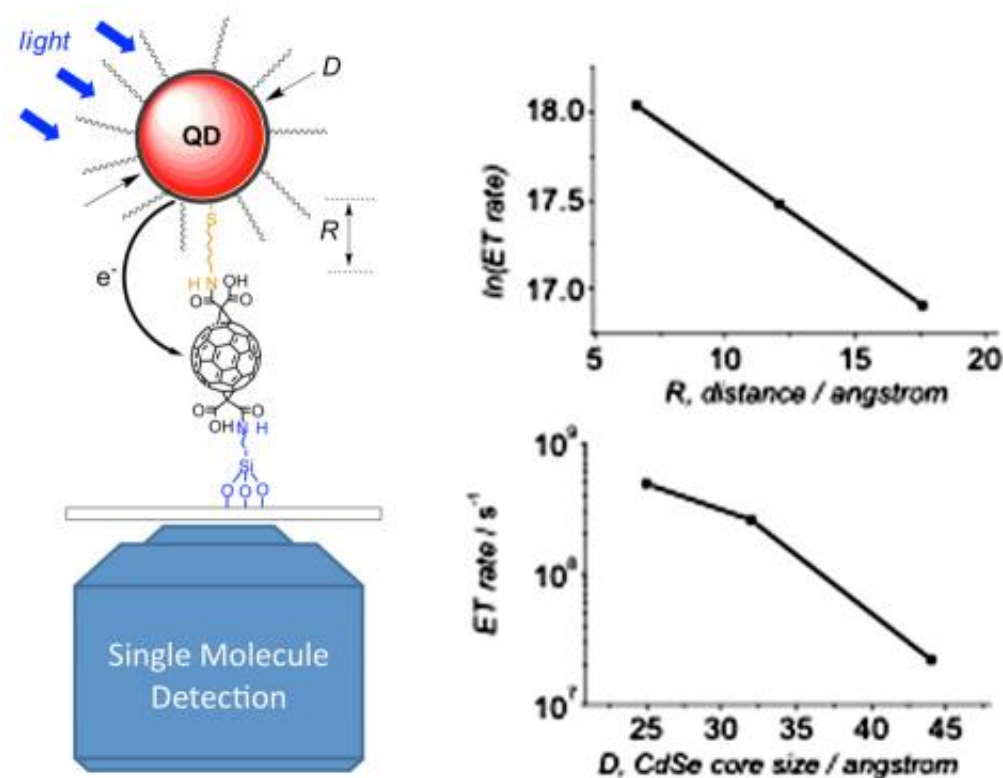 light
D
QD
R
S
e⁻
H N OH
O O
O O
OH N H
Si
O O O
Single Molecule
Detection
ln(ET rate)
18.0
17.5
17.0
5 10 15 20
R, distance / angstrom
ET rate / s⁻¹
10⁹
10⁸
10⁷
25 30 35 40 45
D, CdSe core size / angstrom